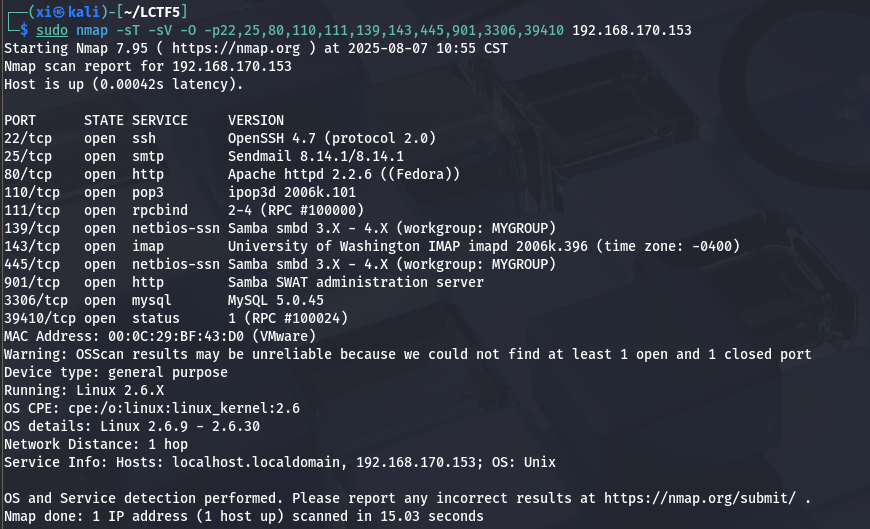 ┌──(xi㉿kali)-[~/LCTF5]
└─$ sudo nmap -sT -sV -O -p22,25,80,110,111,139,143,445,901,3306,39410 192.168.170.153
Starting Nmap 7.95 ( https://nmap.org ) at 2025-08-07 10:55 CST
Nmap scan report for 192.168.170.153
Host is up (0.00042s latency).

PORT      STATE SERVICE     VERSION
22/tcp    open  ssh         OpenSSH 4.7 (protocol 2.0)
25/tcp    open  smtp        Sendmail 8.14.1/8.14.1
80/tcp    open  http        Apache httpd 2.2.6 ((Fedora))
110/tcp   open  pop3        ipop3d 2006k.101
111/tcp   open  rpcbind     2-4 (RPC #100000)
139/tcp   open  netbios-ssn Samba smbd 3.X - 4.X (workgroup: MYGROUP)
143/tcp   open  imap        University of Washington IMAP imapd 2006k.396 (time zone: -0400)
445/tcp   open  netbios-ssn Samba smbd 3.X - 4.X (workgroup: MYGROUP)
901/tcp   open  http        Samba SWAT administration server
3306/tcp  open  mysql       MySQL 5.0.45
39410/tcp open  status      1 (RPC #100024)
MAC Address: 00:0C:29:BF:43:D0 (VMware)
Warning: OSScan results may be unreliable because we could not find at least 1 open and 1 closed port
Device type: general purpose
Running: Linux 2.6.X
OS CPE: cpe:/o:linux:linux_kernel:2.6
OS details: Linux 2.6.9 - 2.6.30
Network Distance: 1 hop
Service Info: Hosts: localhost.localdomain, 192.168.170.153; OS: Unix

OS and Service detection performed. Please report any incorrect results at https://nmap.org/submit/ .
Nmap done: 1 IP address (1 host up) scanned in 15.03 seconds